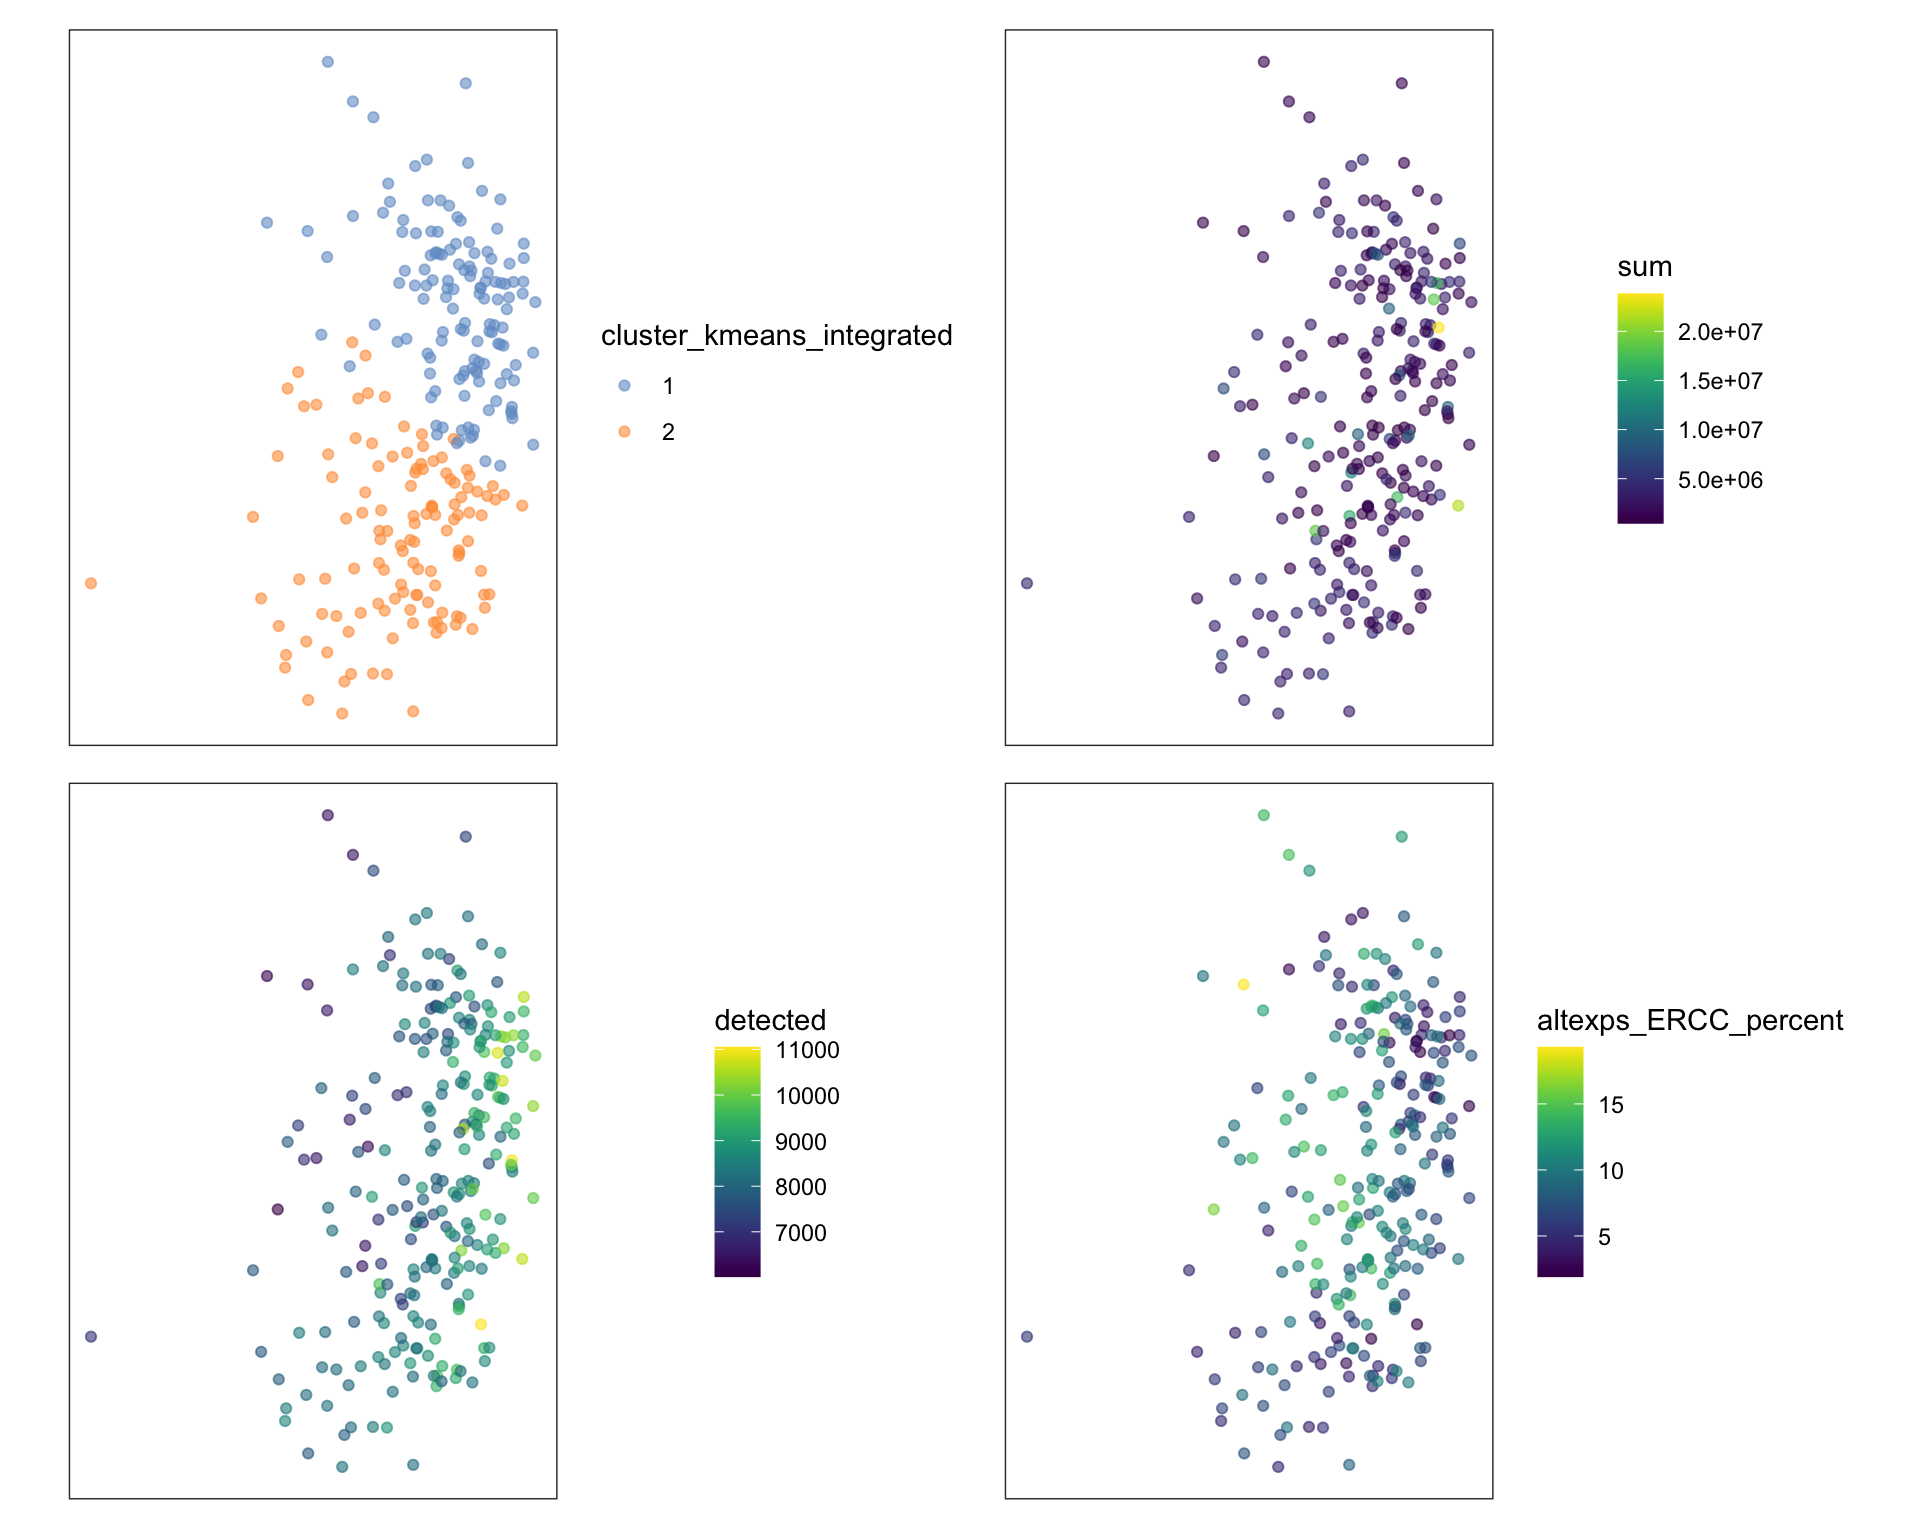 cluster_kmeans_integrated
1
2
sum
2.0e+07
1.5e+07
1.0e+07
5.0e+06
detected
11000
10000
9000
8000
7000
altexps_ERCC_percent
15
10
5